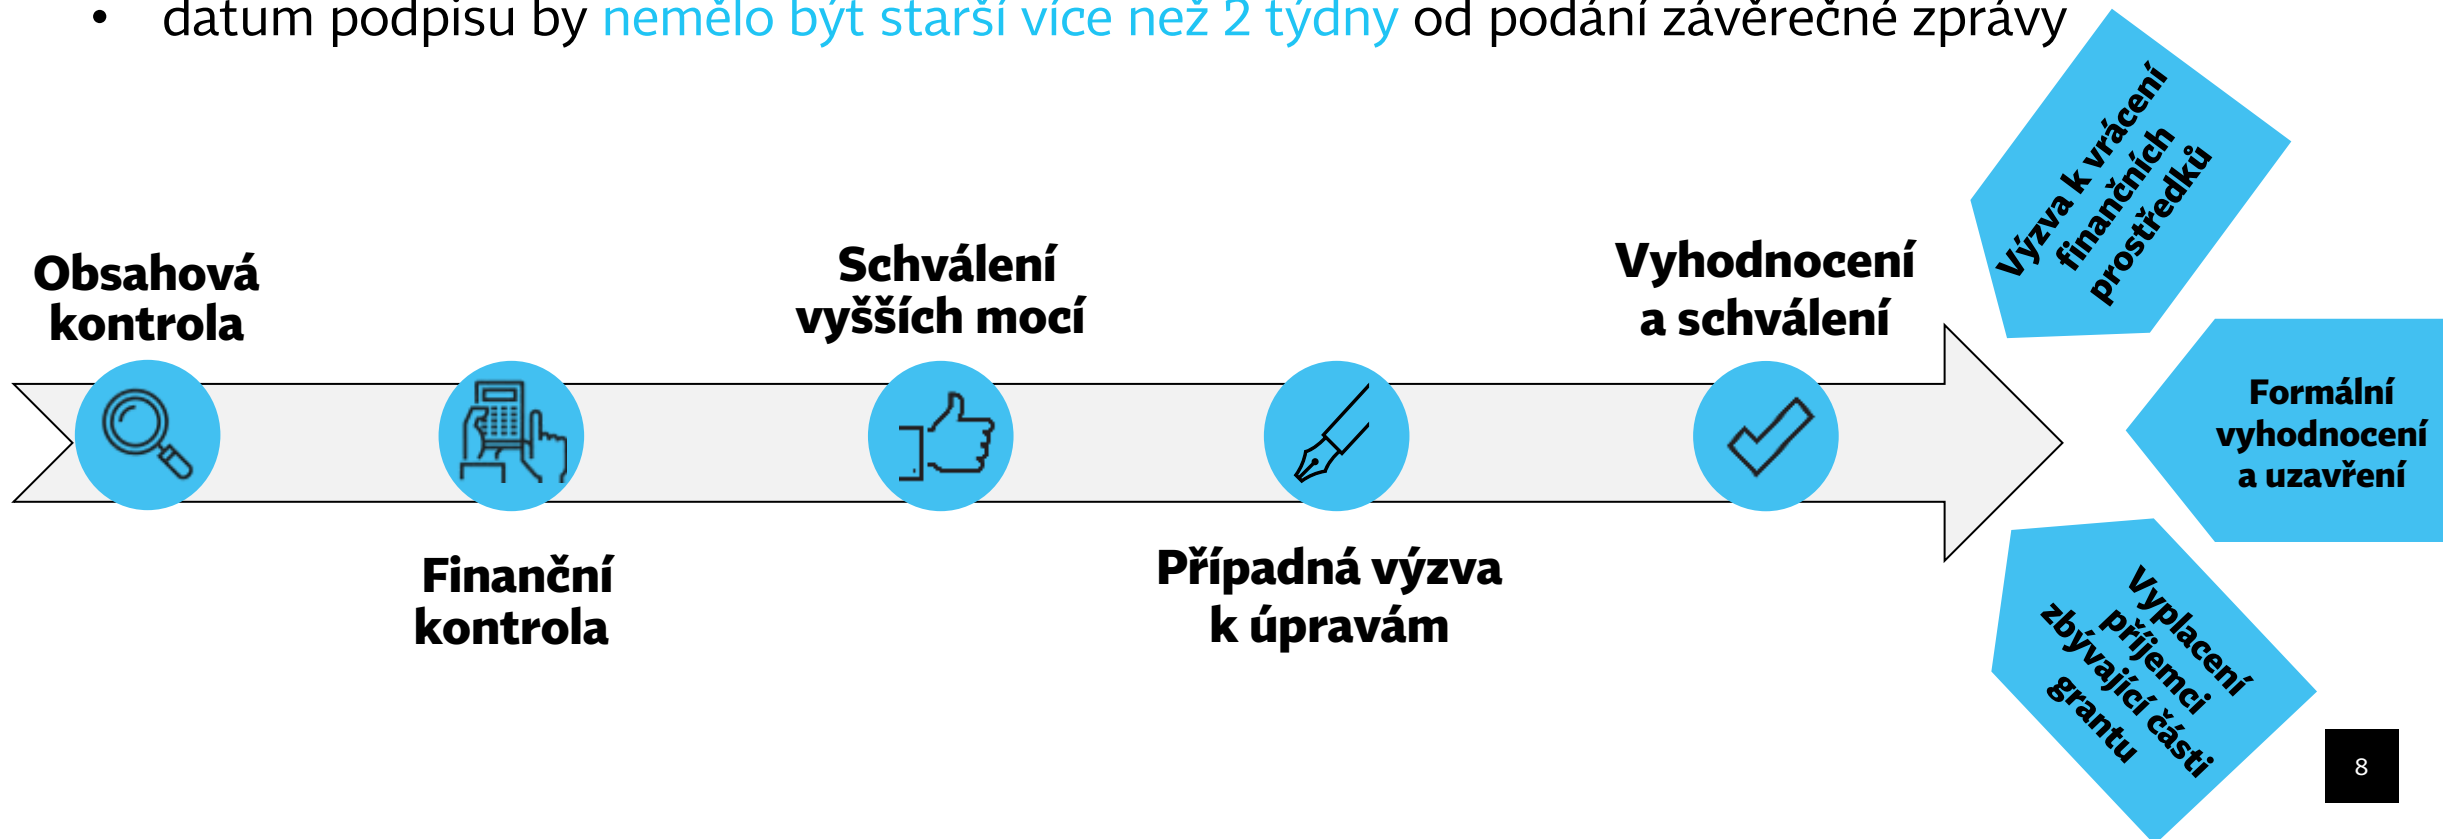 • datum podpisu by nemělo být starší více než 2 týdny od podání závěrečné zprávy
Obsahová
kontrola
Finanční
kontrola
Schválení
vyšších mocí
Případná výzva
k úpravám
Vyhodnocení
a schválení
Výzva k vrácení
finančních
prostředků
Formální
vyhodnocení
a uzavření
Vyplacení
příjemci
zbývající části
grantu
8